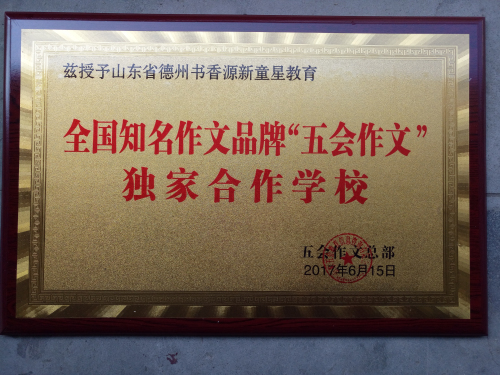 兹授予山东省德州书香源新童星教育
全国知名作文品牌“五会作文”
独家合作学校
五会作文总部
2017年6月15日